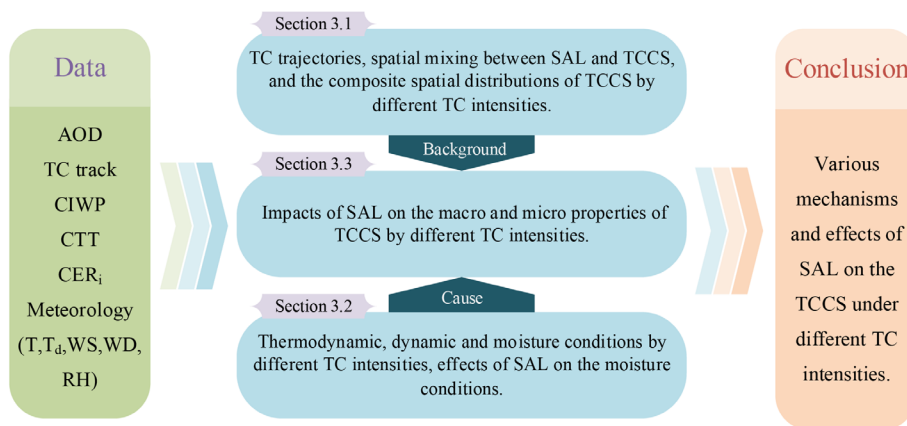 Data
AOD
TC track
CIWP
CTT
CERi
Meteorology
(T,Td,WS,WD,
RH)
Section 3.1
TC trajectories, spatial mixing between SAL and TCCS,
and the composite spatial distributions of TCCS by
different TC intensities.
Background
Section 3.3
Impacts of SAL on the macro and micro properties of
TCCS by different TC intensities.
Cause
Section 3.2
Thermodynamic, dynamic and moisture conditions by
different TC intensities, effects of SAL on the moisture
conditions.
Conclusion
Various
mechanisms
and effects of
SAL on the
TCCS under
different TC
intensities.